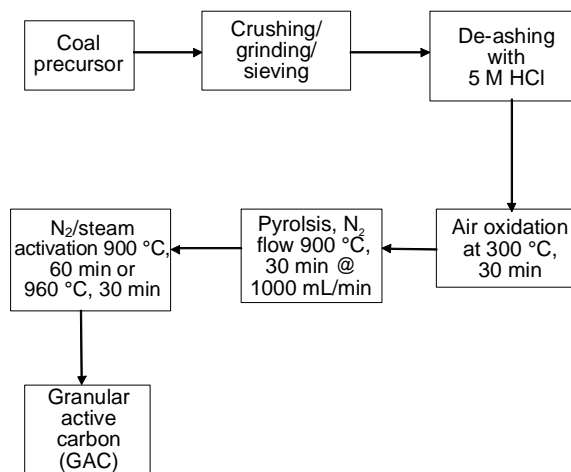 Coal
precursor
Crushing/
grinding/
sieving
De-ashing
with
5 M HCl
Air oxidation
at 300 °C,
30 min
Pyrolsis, N₂
flow 900 °C,
30 min @
1000 mL/min
N₂/steam
activation 900 °C,
60 min or
960 °C, 30 min
Granular
active
carbon
(GAC)